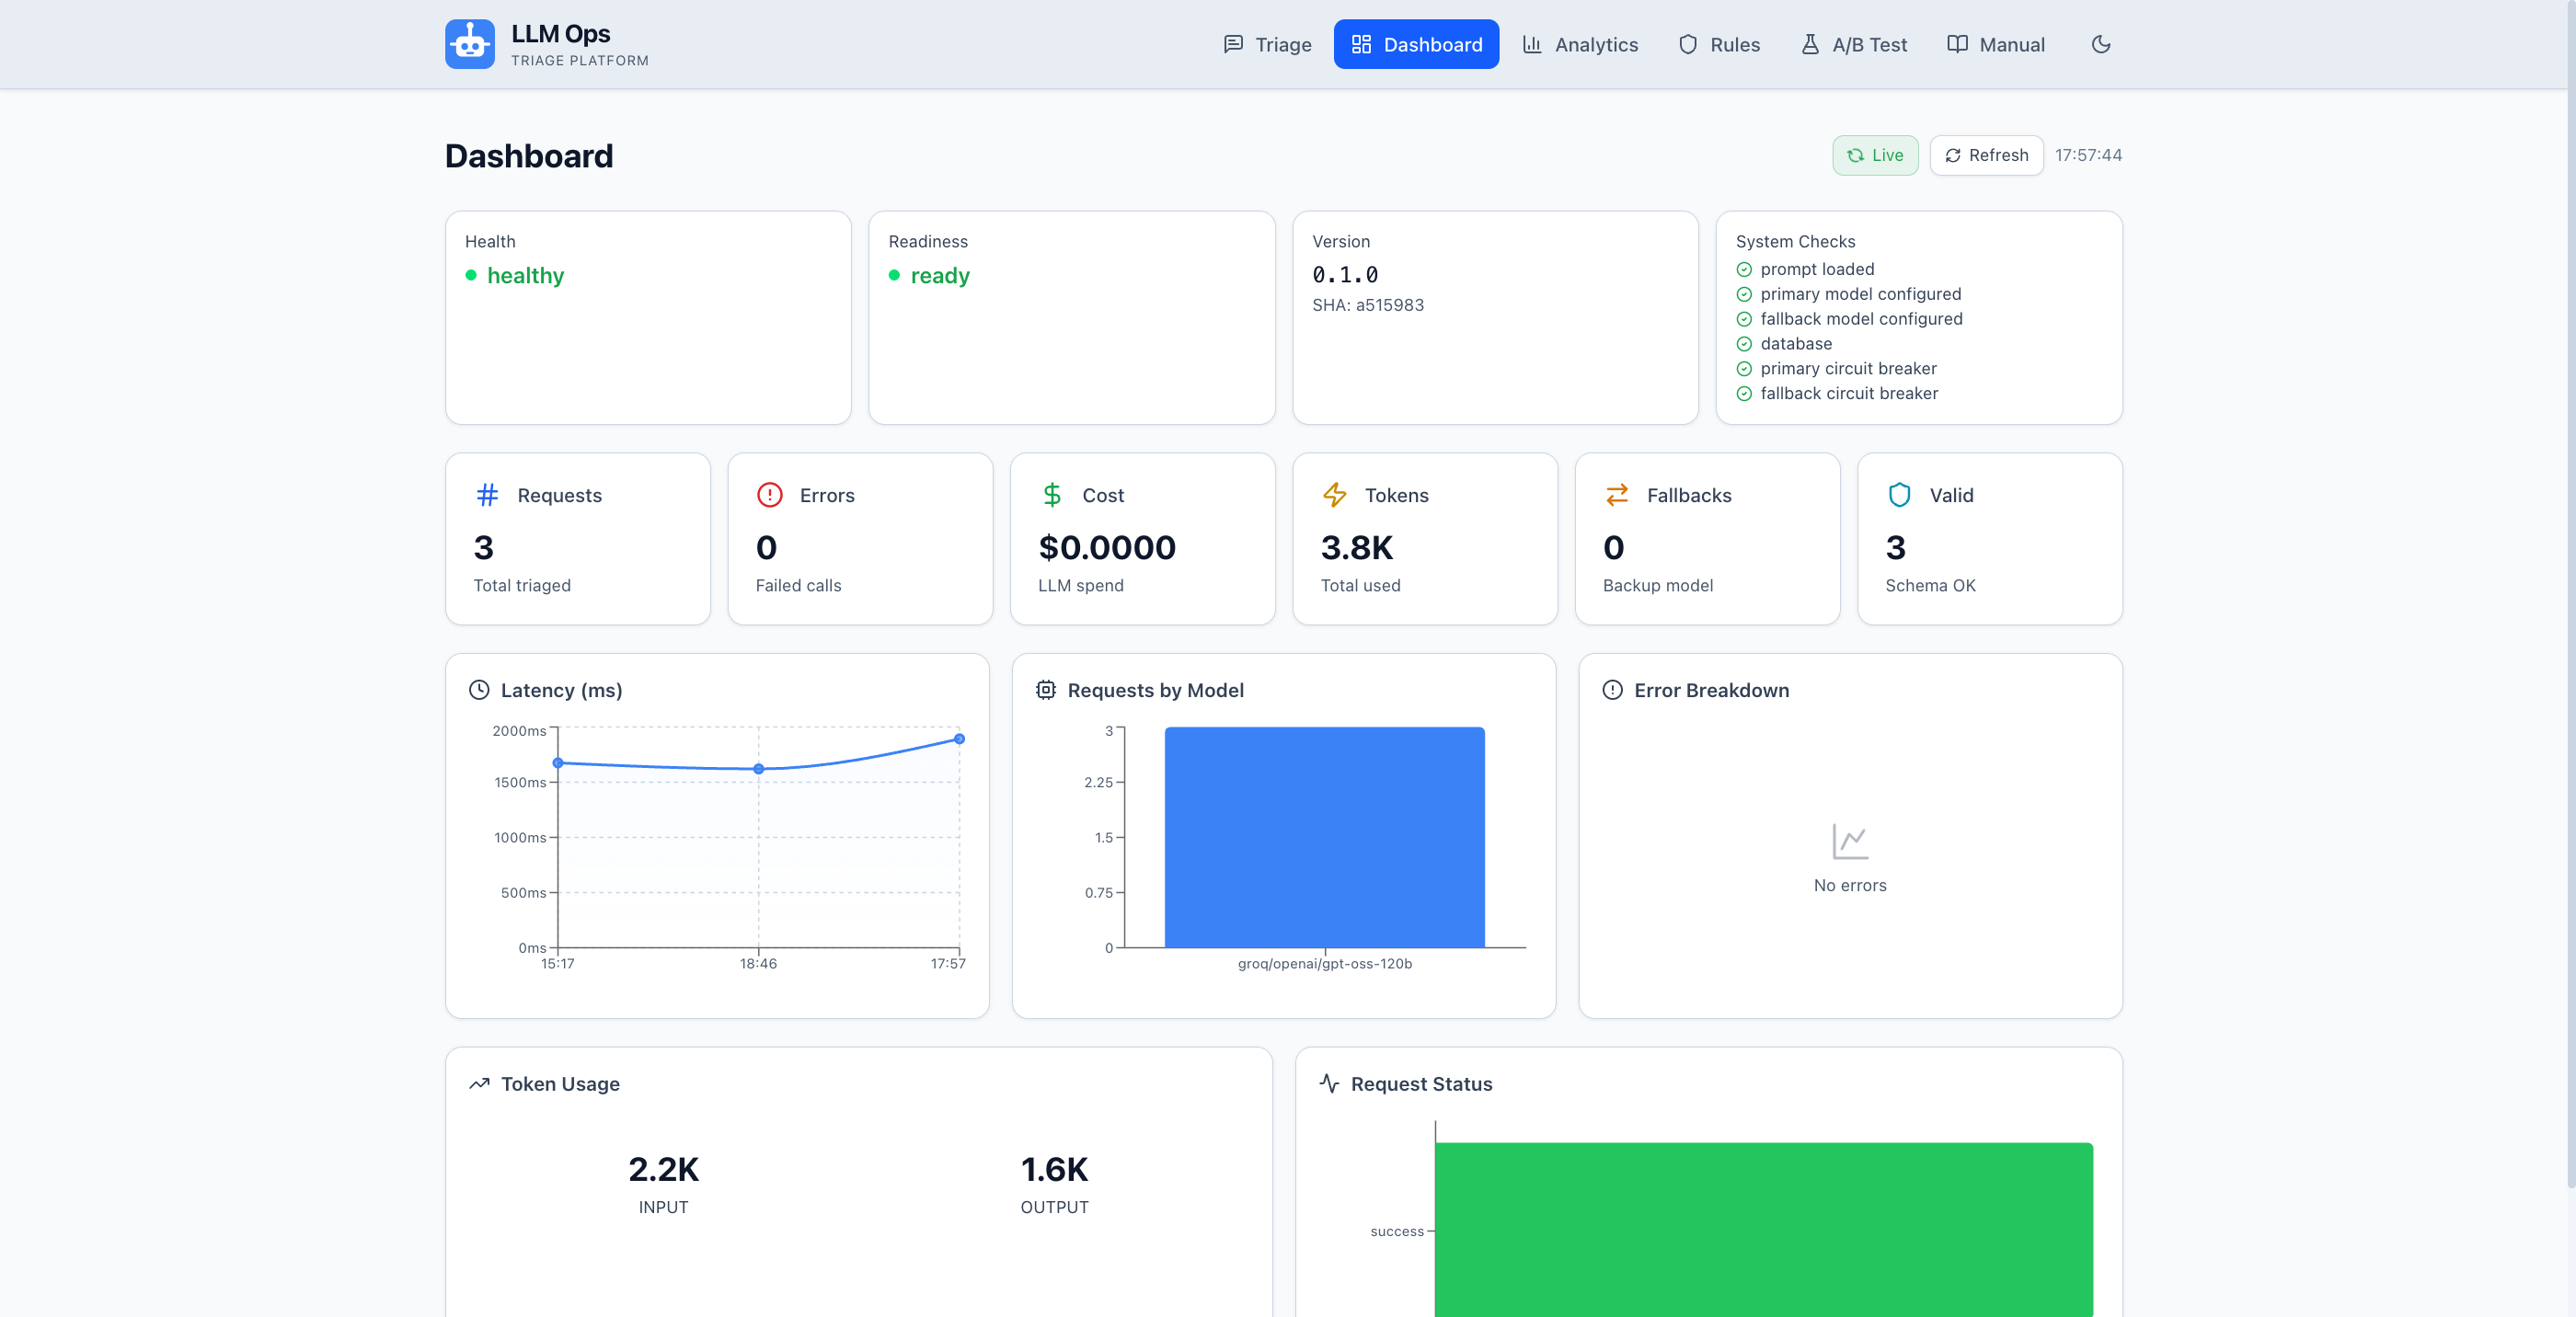 LLM Ops
TRIAGE PLATFORM
Triage
Dashboard
Analytics
Rules
A/B Test
Manual
Dashboard
Live
Refresh
17:57:44
Health
healthy
Readiness
ready
Version
0.1.0
SHA: a515983
System Checks
prompt loaded
primary model configured
fallback model configured
database
primary circuit breaker
fallback circuit breaker
Requests
3
Total triaged
Errors
0
Failed calls
Cost
$0.0000
LLM spend
Tokens
3.8K
Total used
Fallbacks
0
Backup model
Valid
3
Schema OK
Latency (ms)
2000ms
1500ms
1000ms
500ms
0ms
15:17
18:46
17:57
Requests by Model
3
2.25
1.5
0.75
0
groq/openai/gpt-oss-120b
Error Breakdown
No errors
Token Usage
2.2K
INPUT
1.6K
OUTPUT
Request Status
success